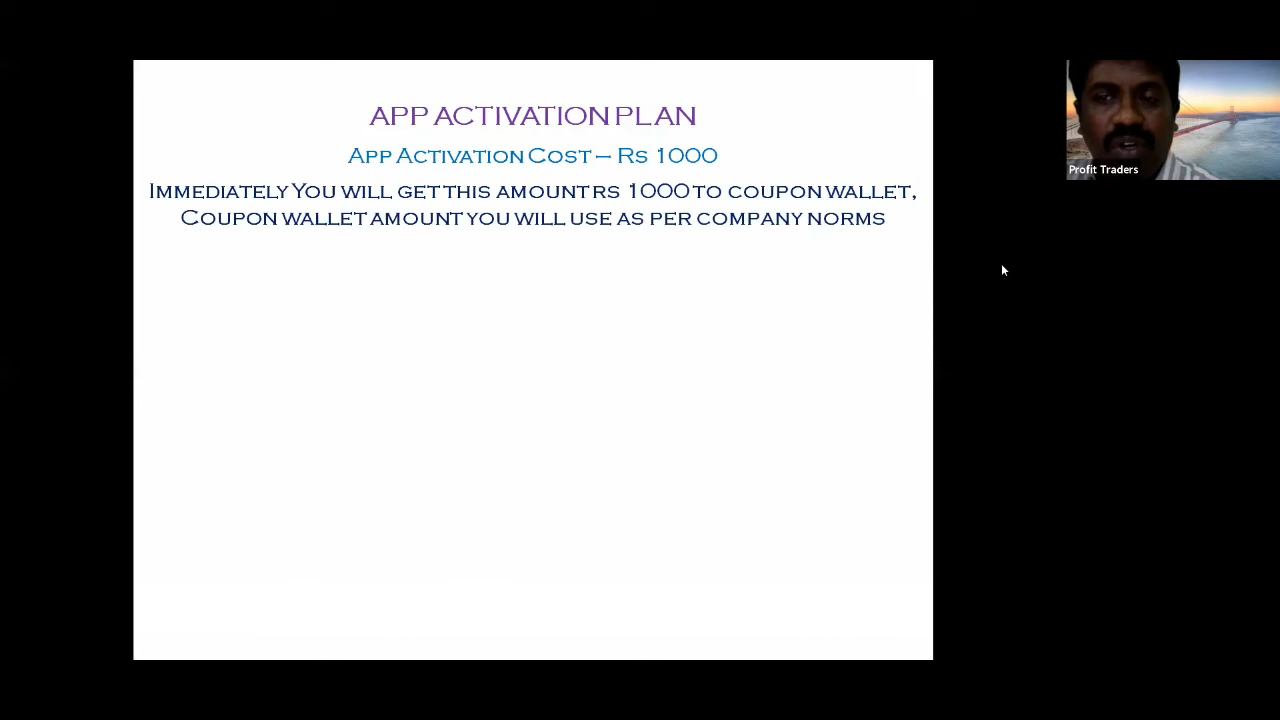 APP ACTIVATION PLAN
APP ACTIVATION COST – RS 1000
IMMEDIATELY YOU WILL GET THIS AMOUNT RS 1000 TO COUPON WALLET,
COUPON WALLET AMOUNT YOU WILL USE AS PER COMPANY NORMS
Profit Traders